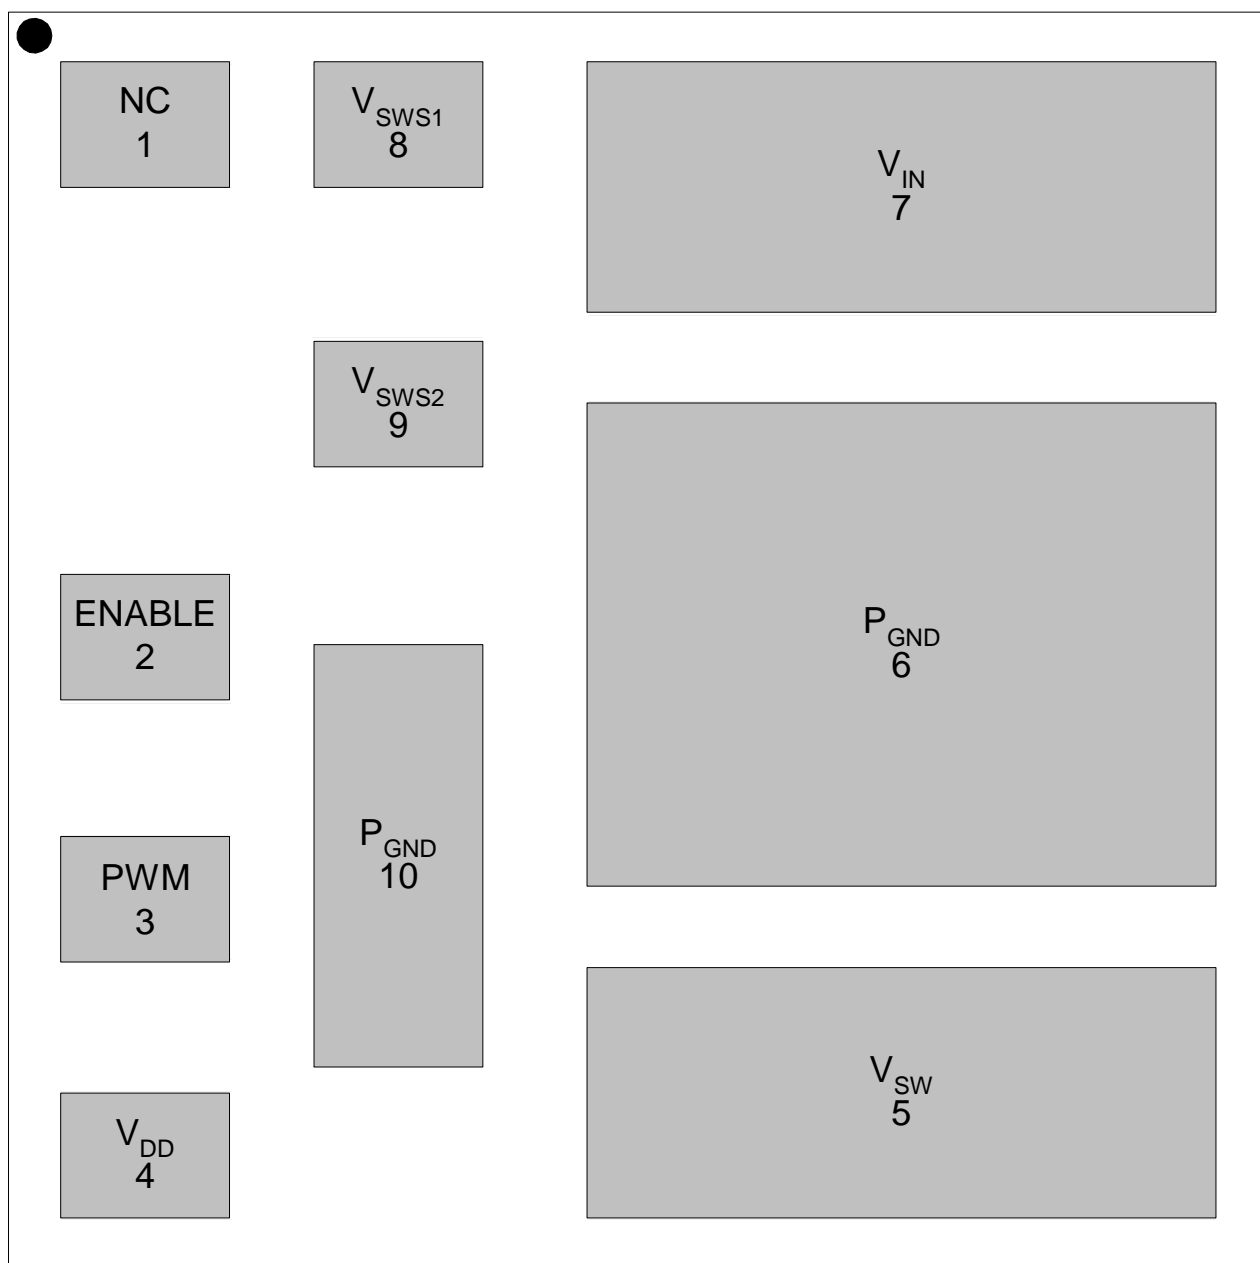 NC
1
V_SWS1
8
V_IN
7
V_SWS2
9
ENABLE
2
P_GND
6
P_GND
10
PWM
3
V_SW
5
V_DD
4